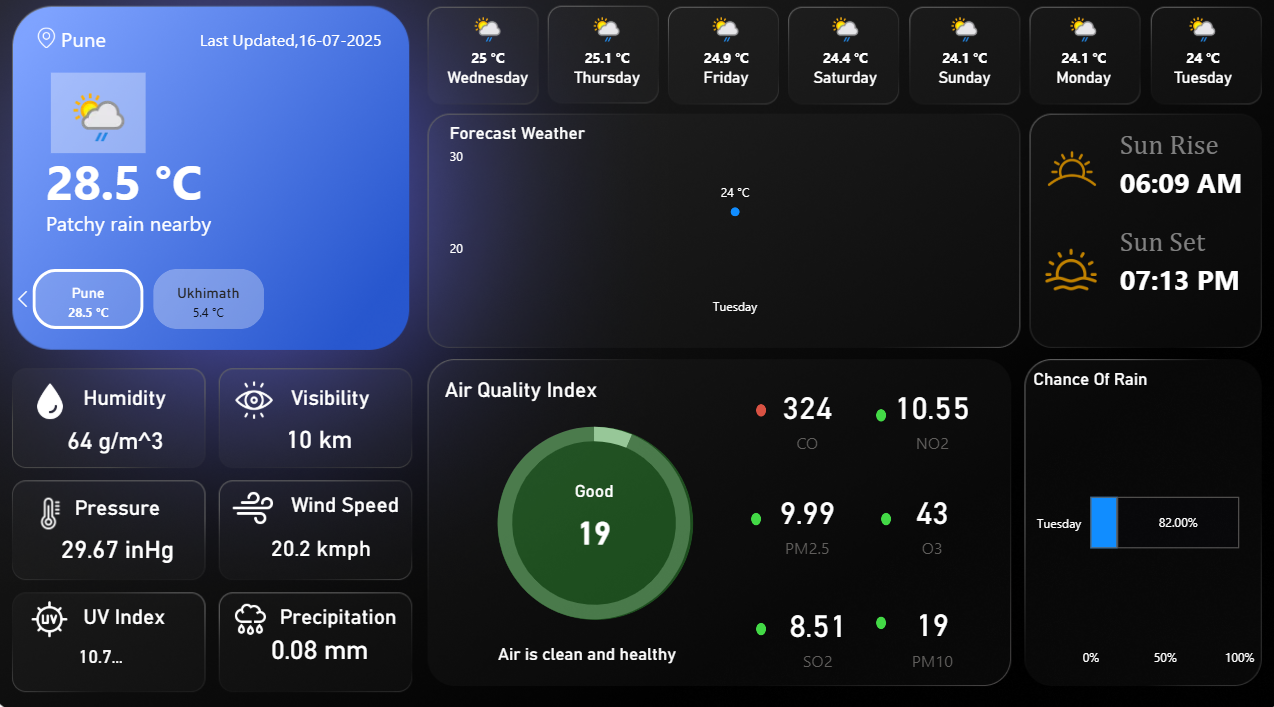 Pune
Last Updated,16-07-2025
28.5 °C
Patchy rain nearby
Pune
28.5 °C
Ukhimath
5.4 °C
25 °C
Wednesday
25.1 °C
Thursday
24.9 °C
Friday
24.4 °C
Saturday
24.1 °C
Sunday
24.1 °C
Monday
24 °C
Tuesday
Forecast Weather
30
24 °C
20
Tuesday
Sun Rise
06:09 AM
Sun Set
07:13 PM
Humidity
64 g/m^3
Visibility
10 km
Pressure
29.67 inHg
Wind Speed
20.2 kmph
UV
UV Index
10.7...
Precipitation
0.08 mm
Air Quality Index
Good
19
Air is clean and healthy
324
CO
10.55
NO2
9.99
PM2.5
43
O3
8.51
SO2
19
PM10
Chance Of Rain
Tuesday
82.00%
0%
50%
100%